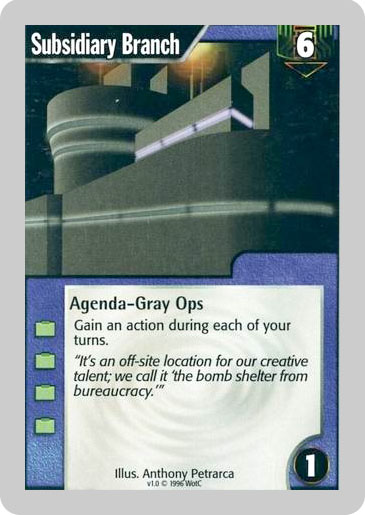 Subsidiary Branch
6
Agenda-Gray Ops
Gain an action during each of your
turns.
"It's an off-site location for our creative
talent; we call it 'the bomb shelter from
bureaucracy.'"
Illus. Anthony Petrarca
v1.0 © 1996 WotC
1